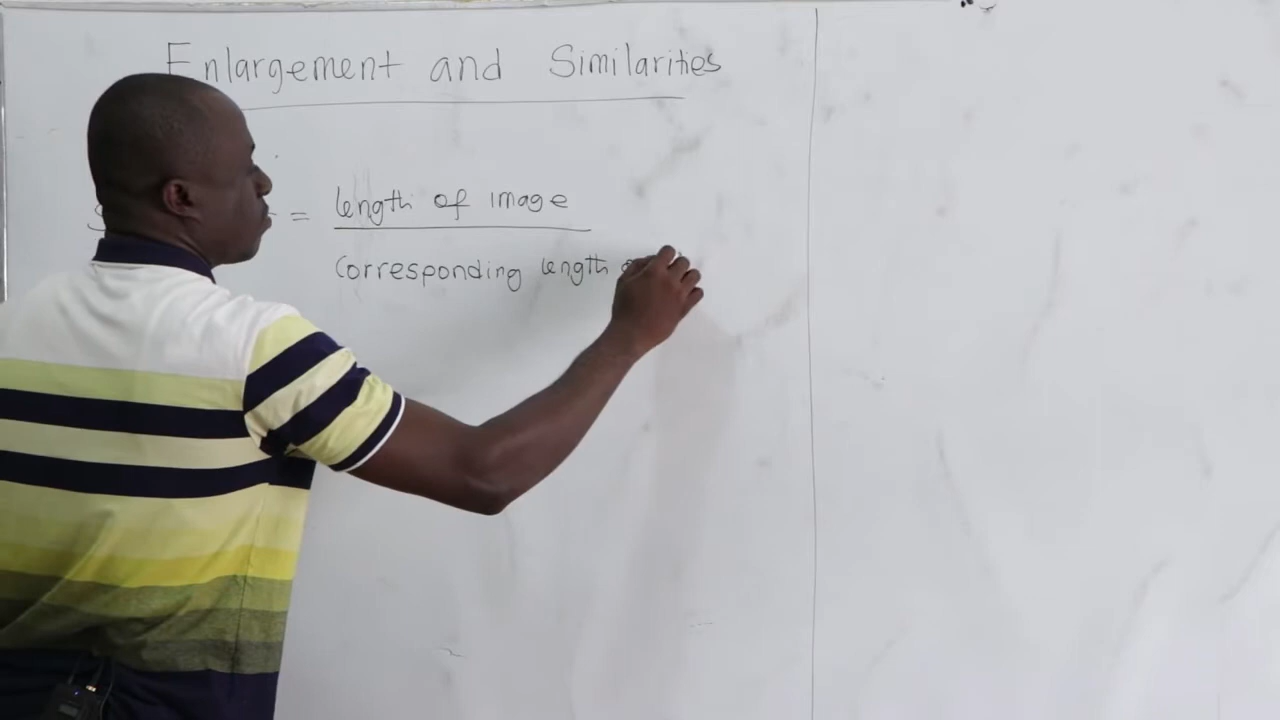 Enlargement and Similarities
= length of image
Corresponding length